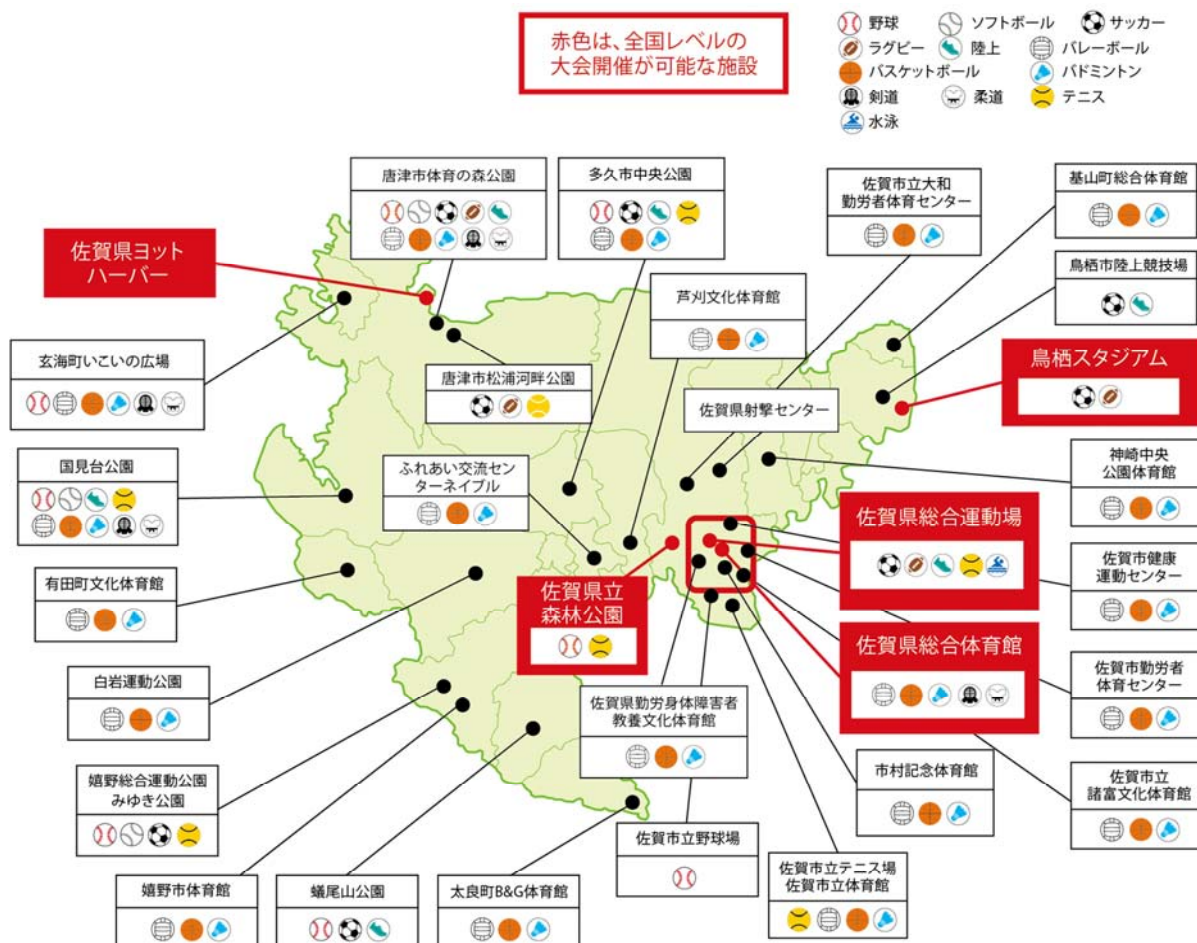 赤色は、全国レベルの
大会開催が可能な施設
野球
ソフトボール
サッカー
ラグビー
陸上
バレーボール
バスケットボール
バドミントン
剣道
柔道
テニス
水泳
唐津市体育の森公園
多久市中央公園
佐賀市立大和
勤労者体育センター
基山町総合体育館
佐賀県ヨット
ハーバー
芦刈文化体育館
鳥栖市陸上競技場
玄海町いこいの広場
唐津市松浦河畔公園
佐賀県射撃センター
鳥栖スタジアム
国見台公園
ふれあい交流セン
ターネイブル
神崎中央
公園体育館
佐賀県総合運動場
有田町文化体育館
佐賀県立
森林公園
佐賀市健康
運動センター
佐賀県総合体育館
白岩運動公園
佐賀県勤労身体障害者
教養文化体育館
佐賀市勤労者
体育センター
嬉野総合運動公園
みゆき公園
市村記念体育館
佐賀市立
諸富文化体育館
佐賀市立野球場
嬉野市体育館
蟻尾山公園
太良町B&G体育館
佐賀市立テニス場
佐賀市立体育館